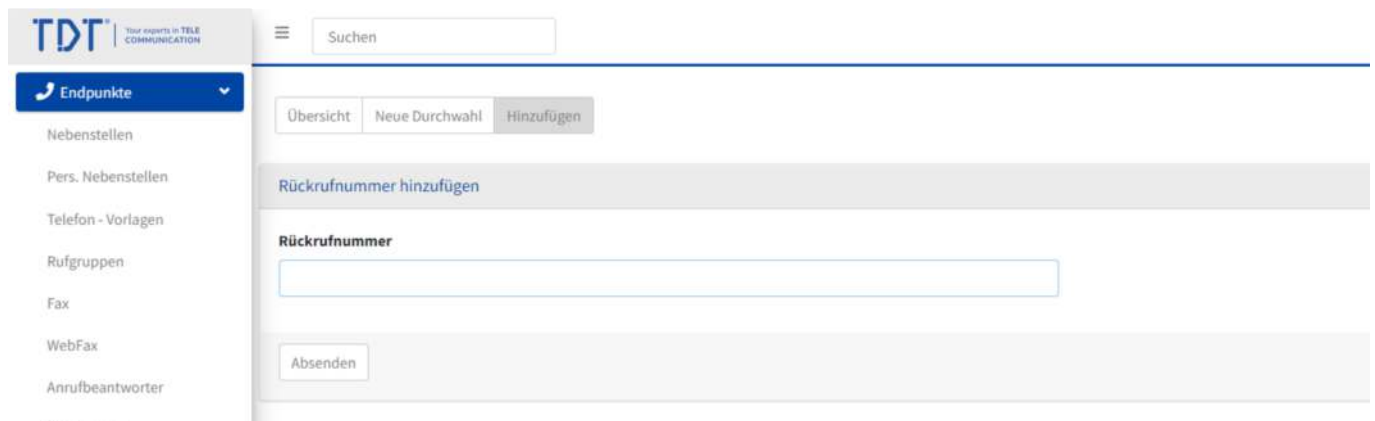 TDT
Your experts in TELE
COMMUNICATION
Suchen
Endpunkte
Nebenstellen
Pers. Nebenstellen
Telefon - Vorlagen
Rufgruppen
Fax
WebFax
Anrufbeantworter
Übersicht
Neue Durchwahl
Hinzufügen
Rückrufnummer hinzufügen
Rückrufnummer
Absenden